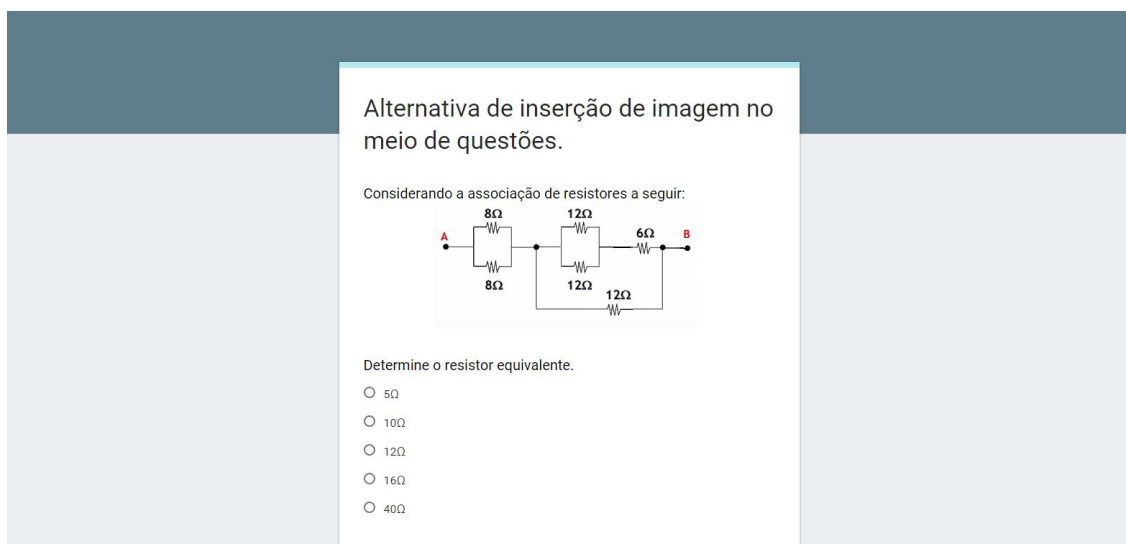 Alternativa de inserção de imagem no
meio de questões.
Considerando a associação de resistores a seguir:
8Ω 12Ω
A 6Ω B
8Ω 12Ω
12Ω
Determine o resistor equivalente.
5Ω
10Ω
12Ω
16Ω
40Ω